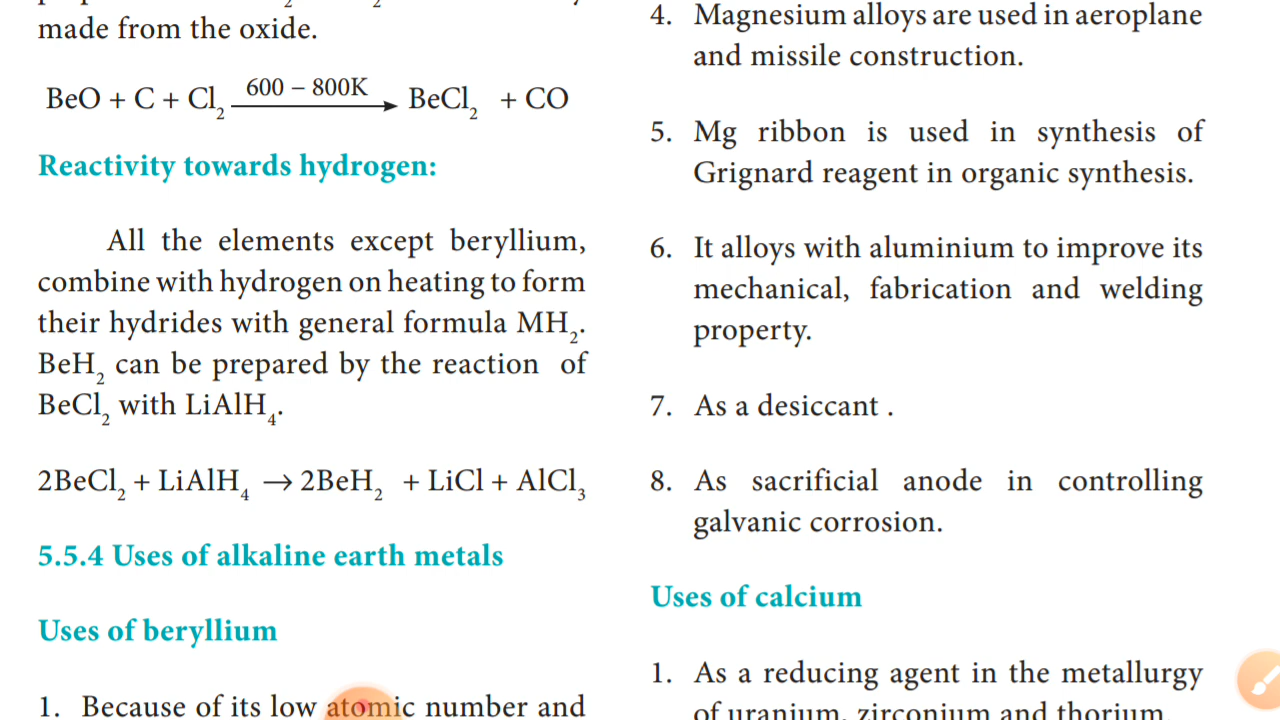 made from the oxide.
BeO + C + Cl₂ 600 – 800K → BeCl₂ + CO
Reactivity towards hydrogen:
All the elements except beryllium,
combine with hydrogen on heating to form
their hydrides with general formula MH₂.
BeH₂ can be prepared by the reaction of
BeCl₂ with LiAlH₄.
2BeCl₂ + LiAlH₄ → 2BeH₂ + LiCl + AlCl₃
5.5.4 Uses of alkaline earth metals
Uses of beryllium
1. Because of its low atomic number and
4. Magnesium alloys are used in aeroplane
and missile construction.
5. Mg ribbon is used in synthesis of
Grignard reagent in organic synthesis.
6. It alloys with aluminium to improve its
mechanical, fabrication and welding
property.
7. As a desiccant .
8. As sacrificial anode in controlling
galvanic corrosion.
Uses of calcium
1. As a reducing agent in the metallurgy
of uranium, zirconium and thorium.